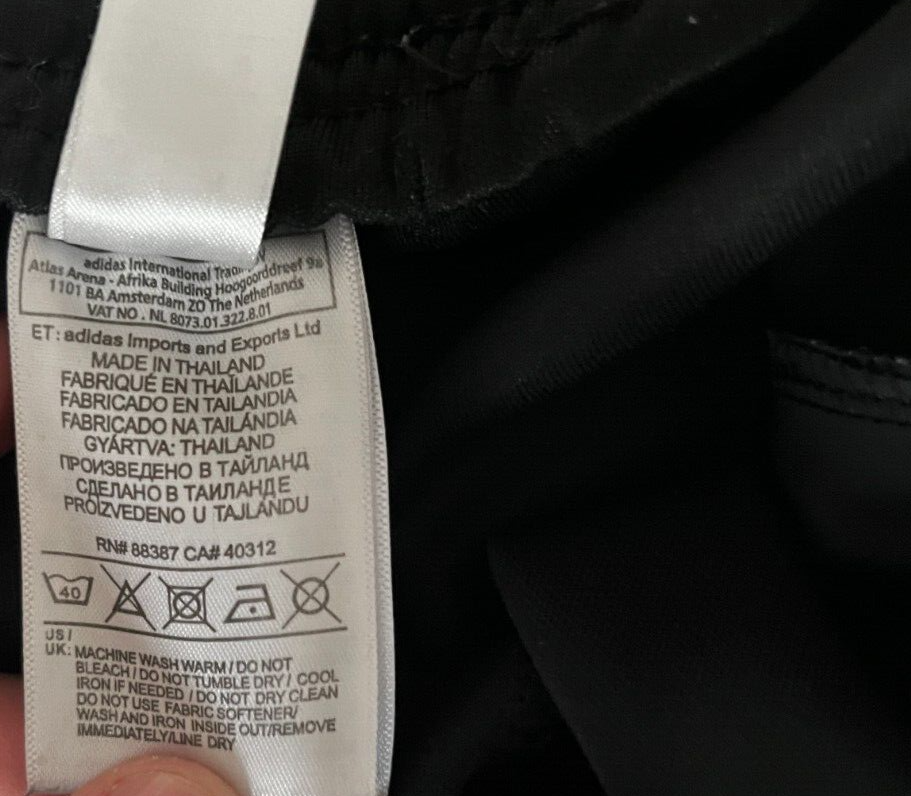 adidas International Trading
Atlas Arena - Afrika Building Hoogoorddreef 9a
1101 BA Amsterdam ZO The Netherlands
VAT NO . NL 8073.01.322.8.01
ET: adidas Imports and Exports Ltd
MADE IN THAILAND
FABRIQUÉ EN THAÏLANDE
FABRICADO EN TAILANDIA
FABRICADO NA TAILÂNDIA
GYÁRTVA: THAILAND
ПРОИЗВЕДЕНО В ТАЙЛАНД
СДЕЛАНО В ТАИЛАНДЕ
PROIZVEDENO U TAJLANDU
RN# 88387 CA# 40312
40
US /
UK: MACHINE WASH WARM / DO NOT
BLEACH / DO NOT TUMBLE DRY / COOL
IRON IF NEEDED / DO NOT DRY CLEAN
DO NOT USE FABRIC SOFTENER/
WASH AND IRON INSIDE OUT/REMOVE
IMMEDIATELY/LINE DRY